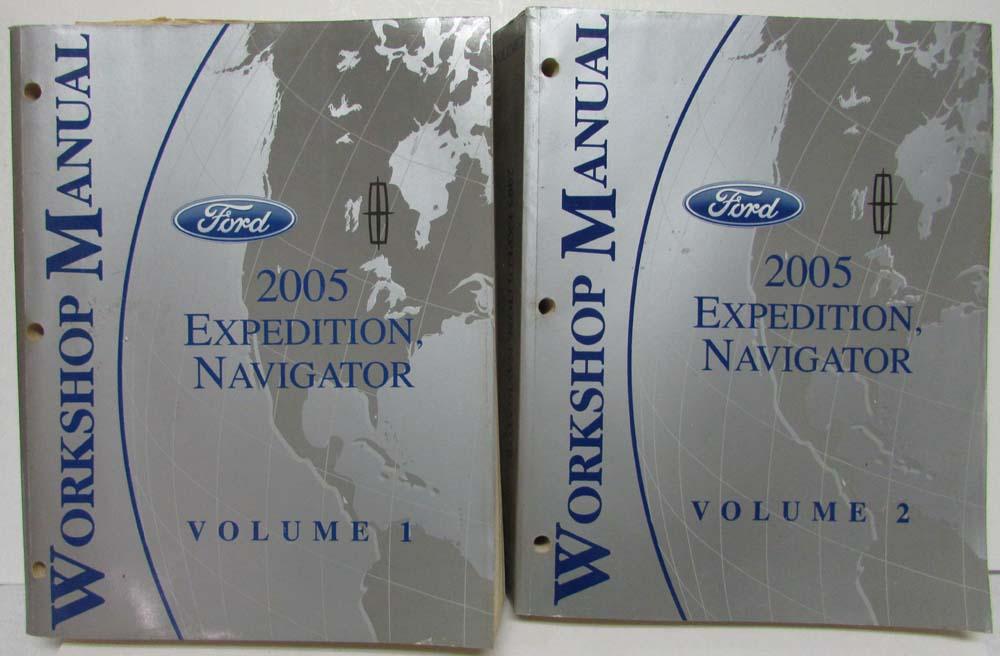 WORKSHOP MANUAL
Ford
2005
EXPEDITION,
NAVIGATOR
VOLUME 1
WORKSHOP MANUAL
Ford
2005
EXPEDITION,
NAVIGATOR
VOLUME 2